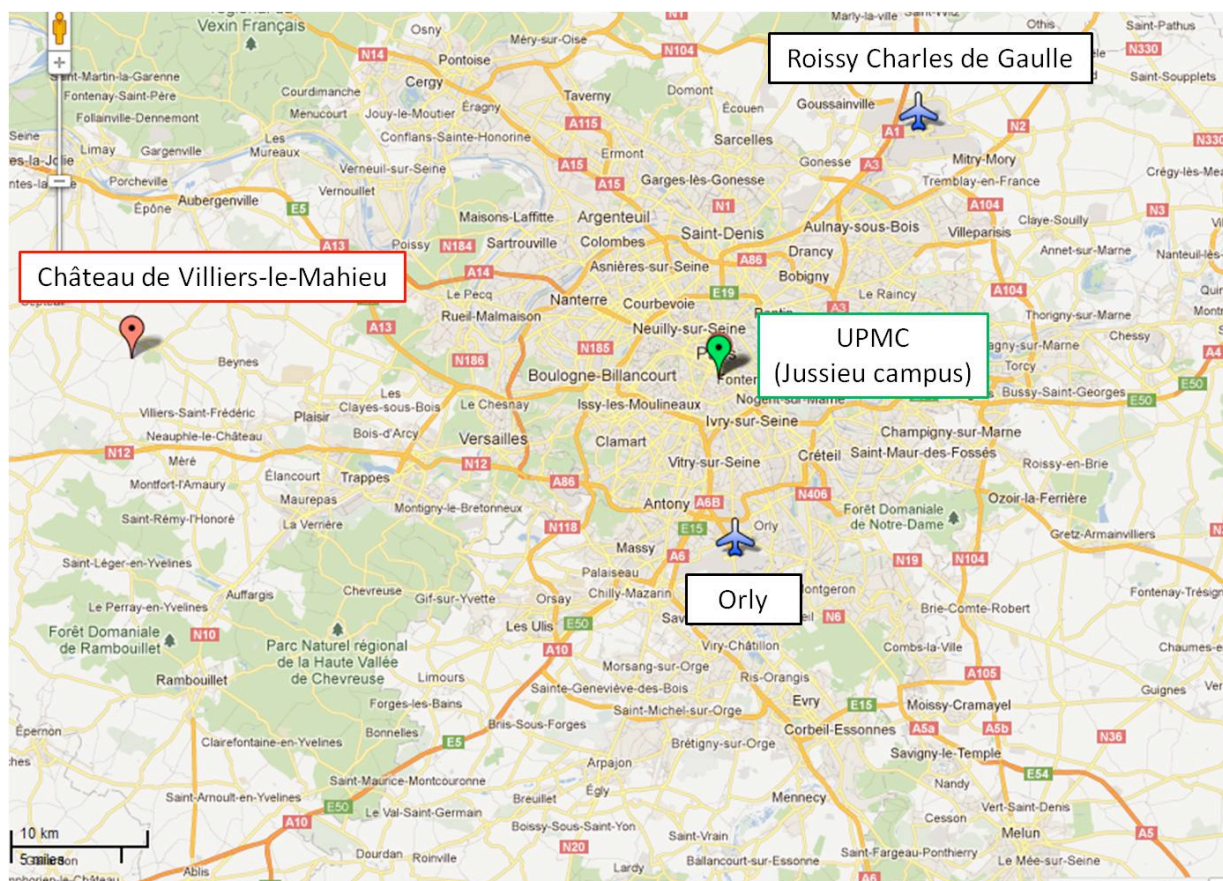 Vexin Français
Osny
Pontoise
Méry-sur-Oise
N1
N104
Marly-la-ville
Othis
Saint-Pathus
N330
N14
Cergy
Roissy Charles de Gaulle
Saint-Soupplets
Saint-Martin-la-Garenne
Fontenay-Saint-Père
Courdimanche
Menucourt
Jouy-le-Moutier
Éragny
Taverny
Domont
Écouen
Goussainville
Follainville-Dennemont
Conflans-Sainte-Honorine
A115
Sarcelles
A1
N2
Limay
Gargenville
Les
Mureaux
Verneuil-sur-Seine
Vernouillet
A15
Ermont
A15
Gonesse
A3
Mitry-Mory
N330
Crégy-lès-Meaux
Porcheville
Épône
Aubergenville
E5
Garges-lès-Gonesse
N1
Tremblay-en-France
A104
Claye-Souilly
N3
Maisons-Laffitte
Argenteuil
Saint-Denis
Aulnay-sous-Bois
Villeparisis
A13
Poissy
N184
Sartrouville
Colombes
A86
Drancy
Bobigny
Annet-sur-Marne
Château de Villiers-le-Mahieu
A14
Asnières-sur-Seine
Le Pecq
Nanterre
Courbevoie
E19
A3
Le Raincy
A104
Rueil-Malmaison
Neuilly-sur-Seine
Thorigny-sur-Marne
Chessy
A13
N186
N185
UPMC
(Jussieu campus)
Torcy
A4
Beynes
Boulogne-Billancourt
Nogent-sur-Marne
Bussy-Saint-Georges
E50
E50
Villiers-Saint-Frédéric
Plaisir
Les
Clayes-sous-Bois
Le Chesnay
Issy-les-Moulineaux
Ivry-sur-Seine
Neauphle-le-Château
Bois-d'Arcy
Versailles
Clamart
Champigny-sur-Marne
N12
Méré
Élancourt
Trappes
N12
Vitry-sur-Seine
Créteil
Saint-Maur-des-Fossés
Roissy-en-Brie
Montfort-l'Amaury
Maurepas
Montigny-le-Bretonneux
A86
Antony
A6B
N406
Ozoir-la-Ferrière
Saint-Rémy-l'Honoré
La Verrière
N118
E15
Orly
Forêt Domaniale
de Notre-Dame
Gretz-Armainvilliers
Saint-Léger-en-Yvelines
Massy
A6
N19
N104
Palaiseau
Le Perray-en-Yvelines
Auffargis
Chevreuse
Gif-sur-Yvette
Orsay
Chilly-Mazarin
Orly
N6
Brie-Comte-Robert
Forêt Domaniale
de Rambouillet
N10
Parc Naturel régional
de la Haute Vallée
de Chevreuse
Les Ulis
E50
A10
Viry-Châtillon
Combs-la-Ville
Rambouillet
Limours
Morsang-sur-Orge
Ris-Orangis
A105
Guignes
Forges-les-Bains
Sainte-Geneviève-des-Bois
Évry
E15
Moissy-Cramayel
Épernon
Bonnelles
Bris-Sous-Forges
Saint-Michel-sur-Orge
Corbeil-Essonnes
A5a
A5b
N36
Clairefontaine-en-Yvelines
E5
Brétigny-sur-Orge
Savigny-le-Temple
Saint-Maurice-Montcouronne
Arpajon
E54
Saint-Arnoult-en-Yvelines
E50
Égly
Nandy
Le Val-Saint-Germain
Breuillet
Mennecy
Vert-Saint-Denis
10 km
A10
Boissy-Sous-Saint-Yon
Saint-Vrain
Cesson
Melun
A5
5 miles
Dourdan
Roinville
N20
Saint-Fargeau-Ponthierry
Le Mée-sur-Seine
Ablis
Lardy
Ballancourt-sur-Essonne
A6